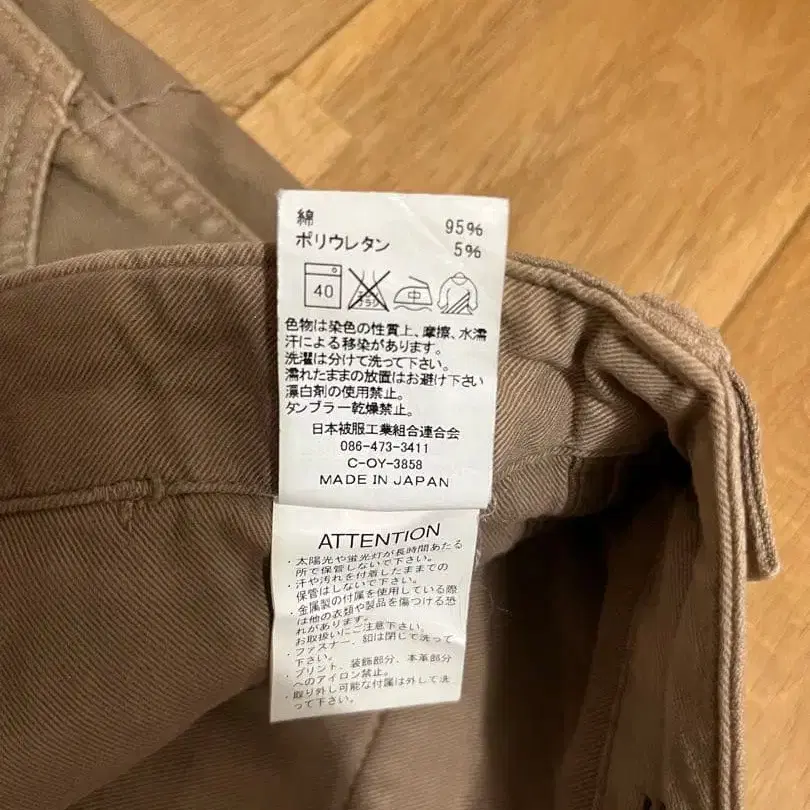 綿 95%
ポリウレタン 5%
40 エンソサラシ 中
色物は染色の性質上、摩擦、水濡
汗による移染があります。
洗濯は分けて洗って下さい。
濡れたままの放置はお避け下さい
漂白剤の使用禁止。
タンブラー乾燥禁止。
日本被服工業組合連合会
086-473-3411
C-OY-3858
MADE IN JAPAN
ATTENTION
・太陽光や蛍光灯が長時間あたる
所で保管しないで下さい。
・汗や汚れを付着したままでの
保管はしないで下さい。
・金属製の付属を使用している際
は他の衣類や製品を傷つける恐
れがあります。
お取扱いにご注意下さい。
・ファスナー、釦は閉じて洗って
下さい。
・プリント、装飾部分、本革部分
へのアイロン禁止。
・取り外し可能な付属は外して洗
って下さい。